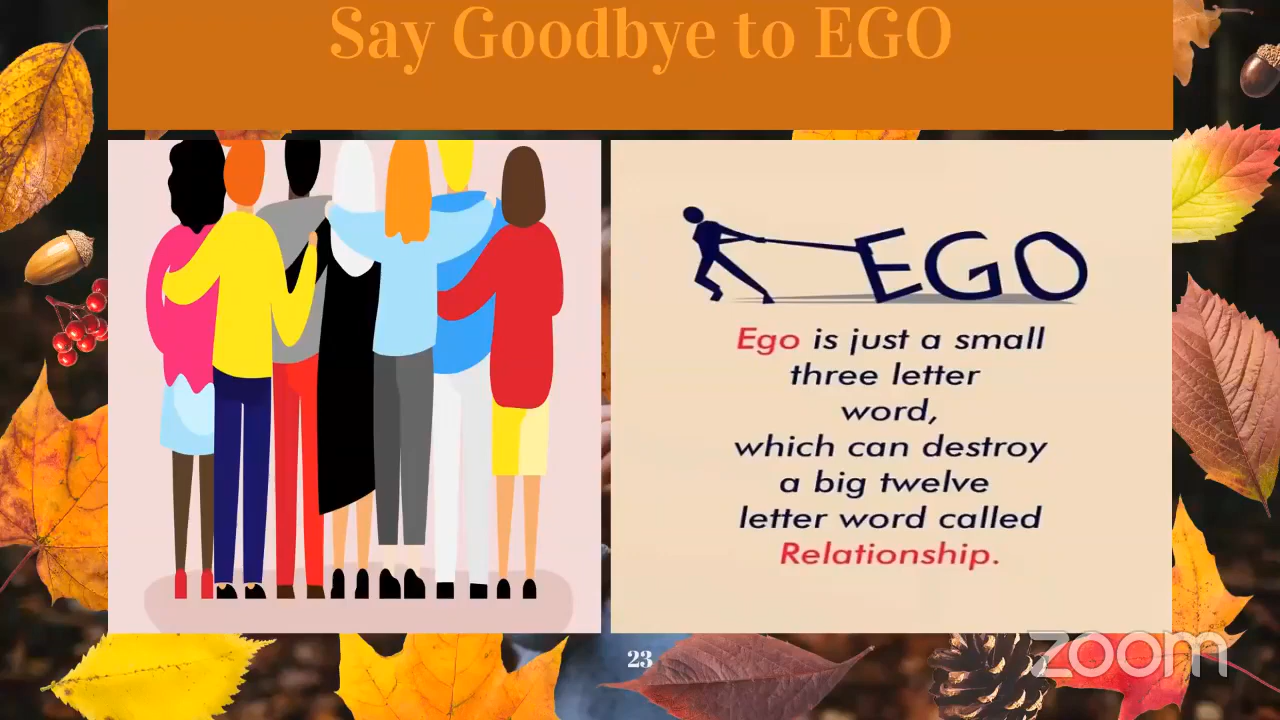 Say Goodbye to EGO
EGO
Ego is just a small
three letter
word,
which can destroy
a big twelve
letter word called
Relationship.
23
zoom